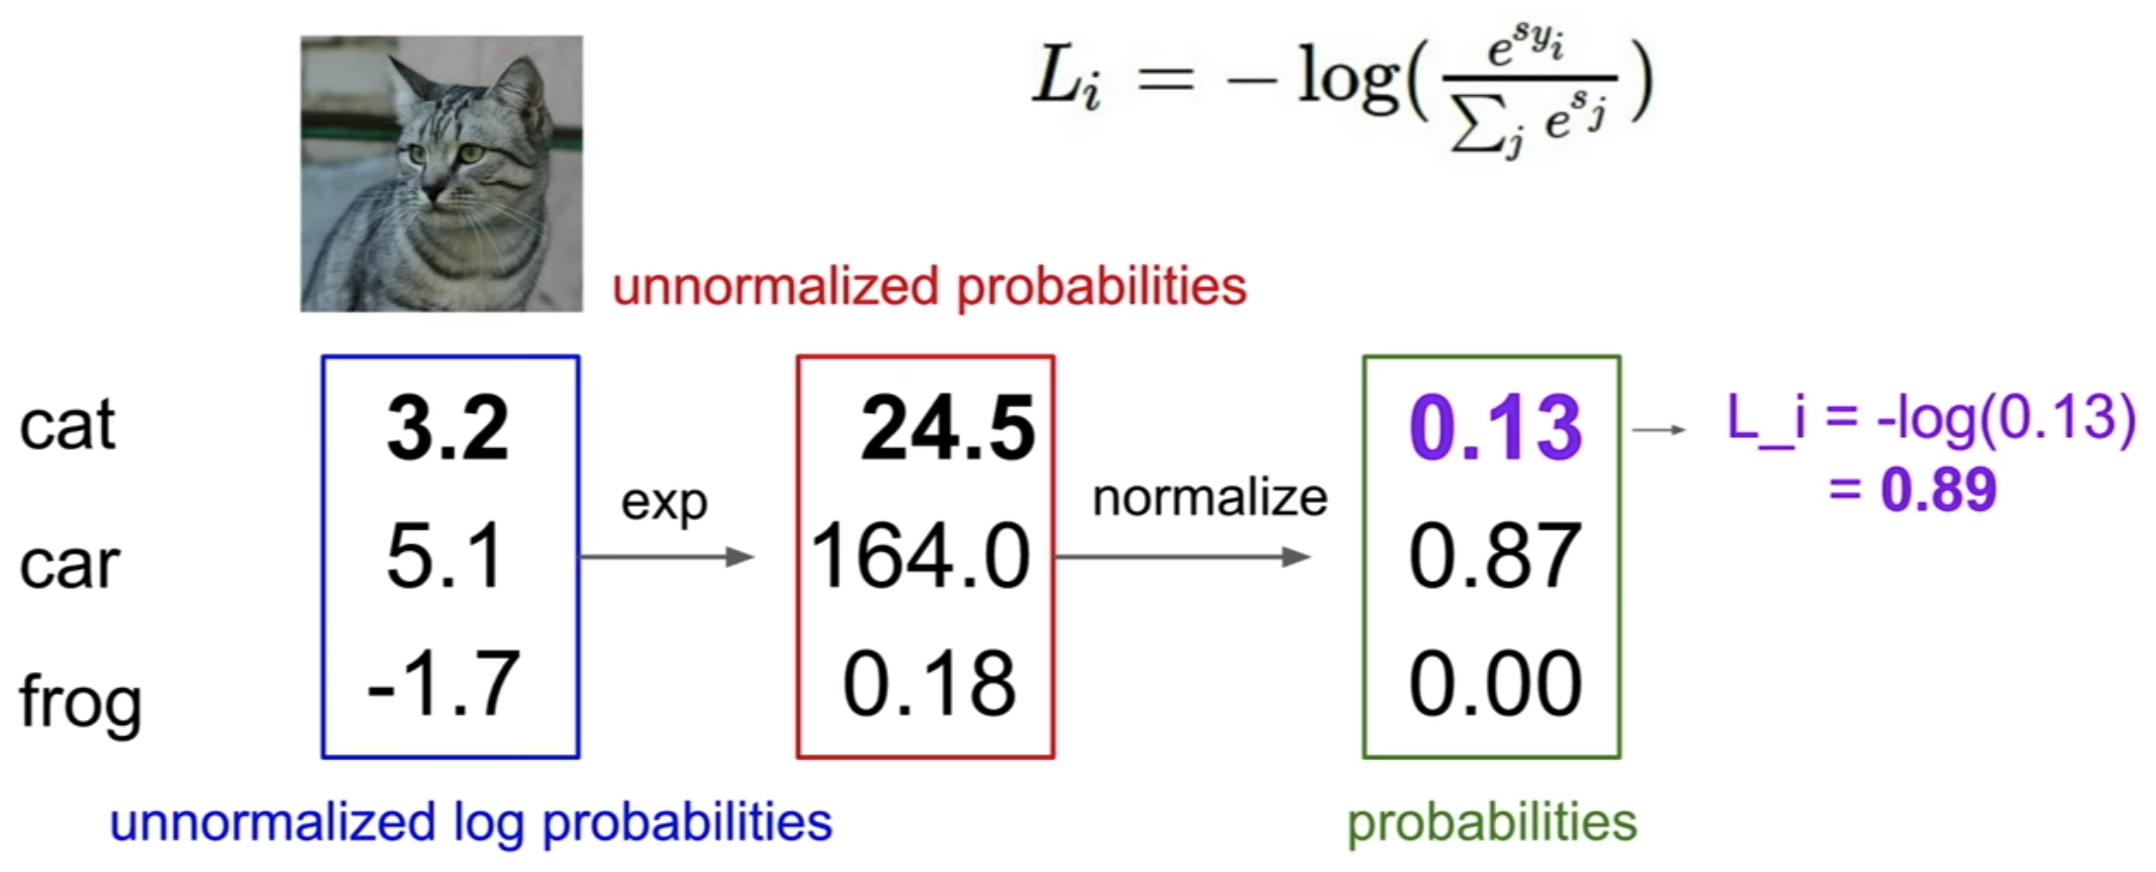 L_i = − log( e^{s_{y_i}} / ∑_j e^{s_j} )
unnormalized probabilities
cat 3.2 24.5 0.13 → L_i = -log(0.13)
= 0.89
exp normalize
car 5.1 164.0 0.87
frog -1.7 0.18 0.00
unnormalized log probabilities probabilities